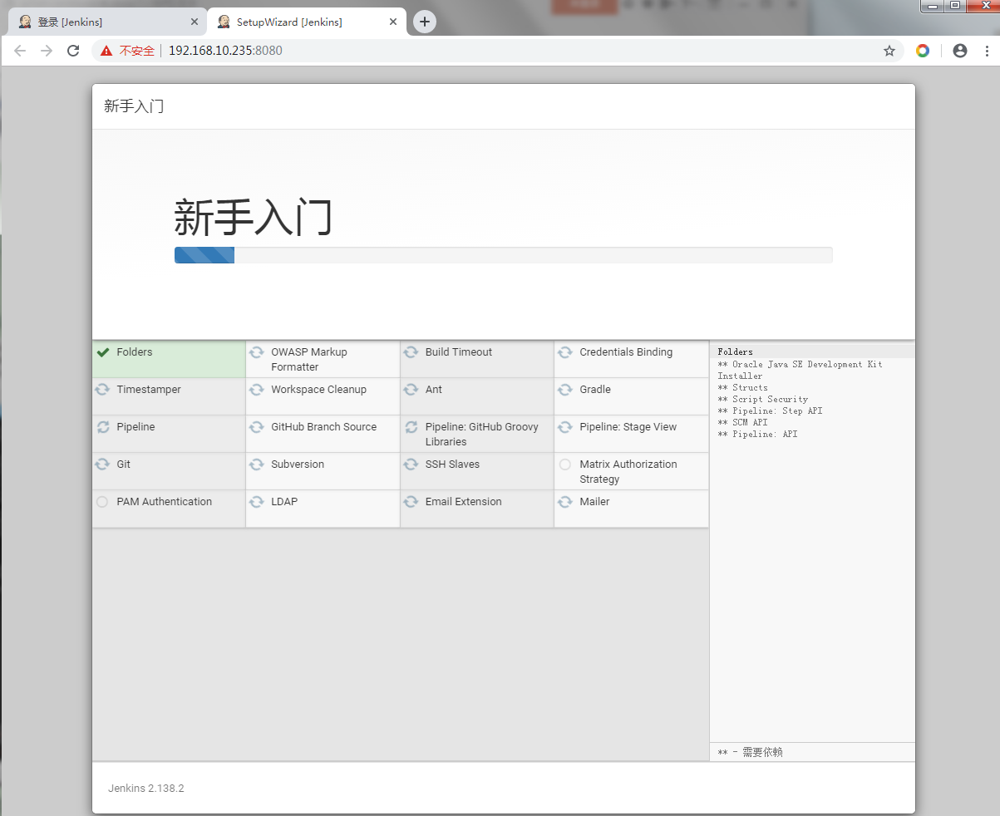 登录 [Jenkins]
SetupWizard [Jenkins]
不安全
192.168.10.235:8080
新手入门
新手入门
Folders
OWASP Markup
Formatter
Build Timeout
Credentials Binding
Timestamper
Workspace Cleanup
Ant
Gradle
Pipeline
GitHub Branch Source
Pipeline: GitHub Groovy
Libraries
Pipeline: Stage View
Git
Subversion
SSH Slaves
Matrix Authorization
Strategy
PAM Authentication
LDAP
Email Extension
Mailer
Folders
** Oracle Java SE Development Kit
Installer
** Structs
** Script Security
** Pipeline: Step API
** SCM API
** Pipeline: API
** - 需要依赖
Jenkins 2.138.2